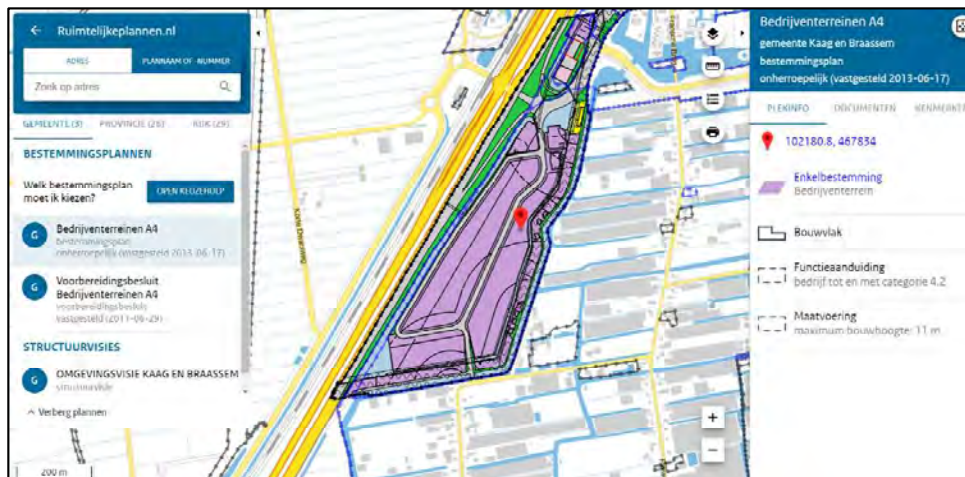 Ruimtelijkeplannen.nl
ADRES
PLANNAAM OF -NUMMER
Zoek op adres
GEMEENTE (3)
PROVINCIE (26)
RIJK (29)
BESTEMMINGSPLANNEN
Welk bestemmingsplan
moet ik kiezen?
OPEN KEUZEHULP
G
Bedrijventerreinen A4
bestemmingsplan
onherroepelijk (vastgesteld 2013-06-17)
G
Voorbereidingsbesluit
Bedrijventerreinen A4
voorbereidingsbesluit
vastgesteld (2011-06-29)
STRUCTUURVISIES
G
OMGEVINGSVISIE KAAG EN BRAASSEM
structuurvisie
Verberg plannen
200 m
Bedrijventerreinen A4
gemeente Kaag en Braassem
bestemmingsplan
onherroepelijk (vastgesteld 2013-06-17)
PLEKINFO
DOCUMENTEN
KENMERKEN
102180.8, 467834
Enkelbestemming
Bedrijventerrein
Bouwvlak
Functieaanduiding
bedrijf tot en met categorie 4.2
Maatvoering
maximum bouwhoogte: 11 m
+
−